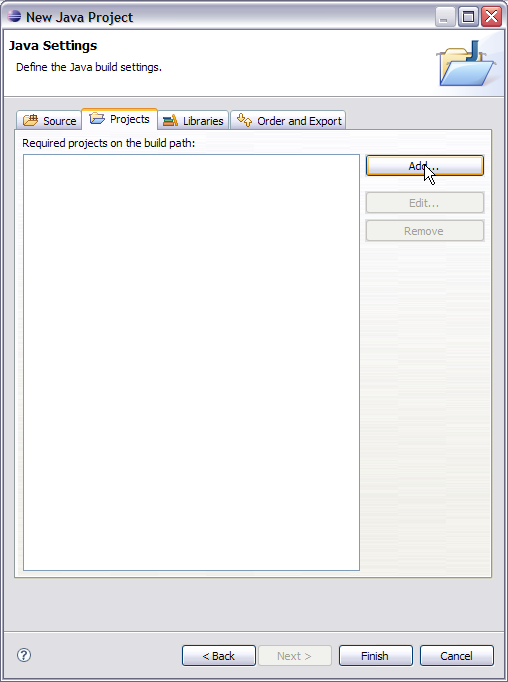 New Java Project
Java Settings
Define the Java build settings.
Source Projects Libraries Order and Export
Required projects on the build path:
Add...
Edit...
Remove
? < Back Next > Finish Cancel